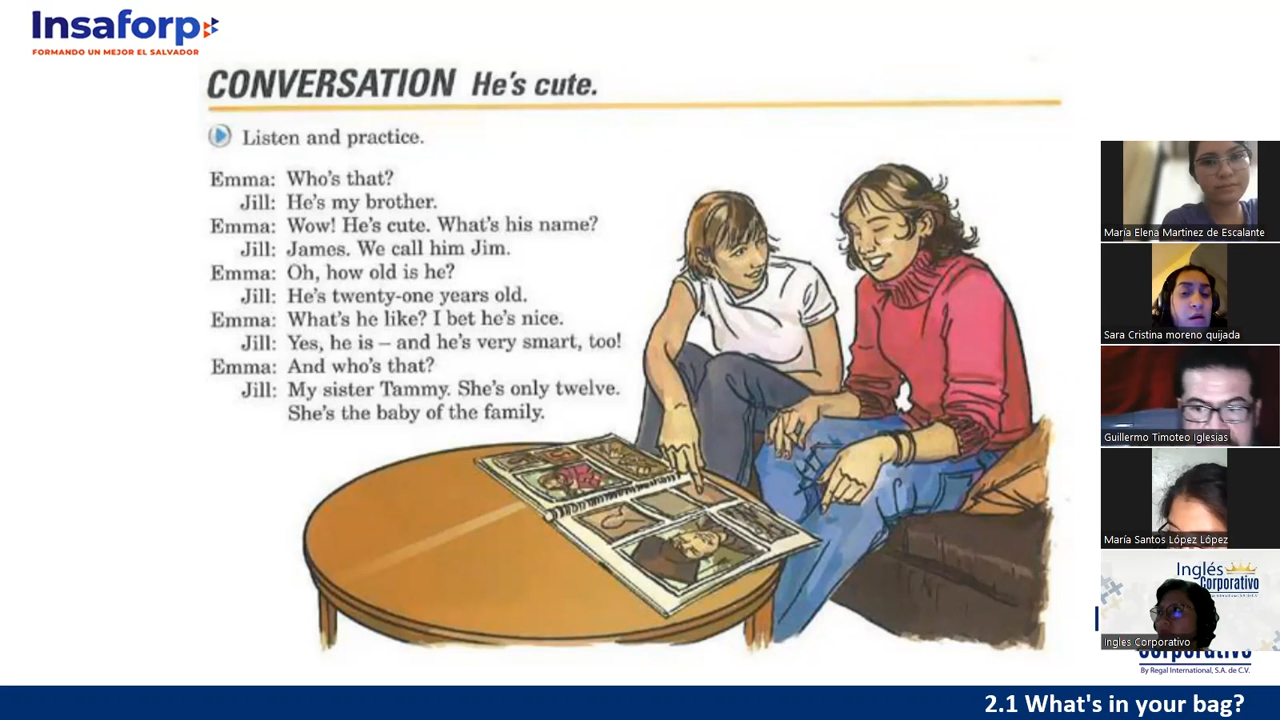 Insaforp
FORMANDO UN MEJOR EL SALVADOR
CONVERSATION He's cute.
Listen and practice.
Emma: Who's that?
Jill: He's my brother.
Emma: Wow! He's cute. What's his name?
Jill: James. We call him Jim.
Emma: Oh, how old is he?
Jill: He's twenty-one years old.
Emma: What's he like? I bet he's nice.
Jill: Yes, he is – and he's very smart, too!
Emma: And who's that?
Jill: My sister Tammy. She's only twelve.
She's the baby of the family.
María Elena Martinez de Escalante
Sara Cristina moreno quijada
Guillermo Timoteo Iglesias
María Santos López López
Inglés
Corporativo
Ingles Corporativo
Corporativo
By Regal International, S.A. de C.V.
2.1 What's in your bag?